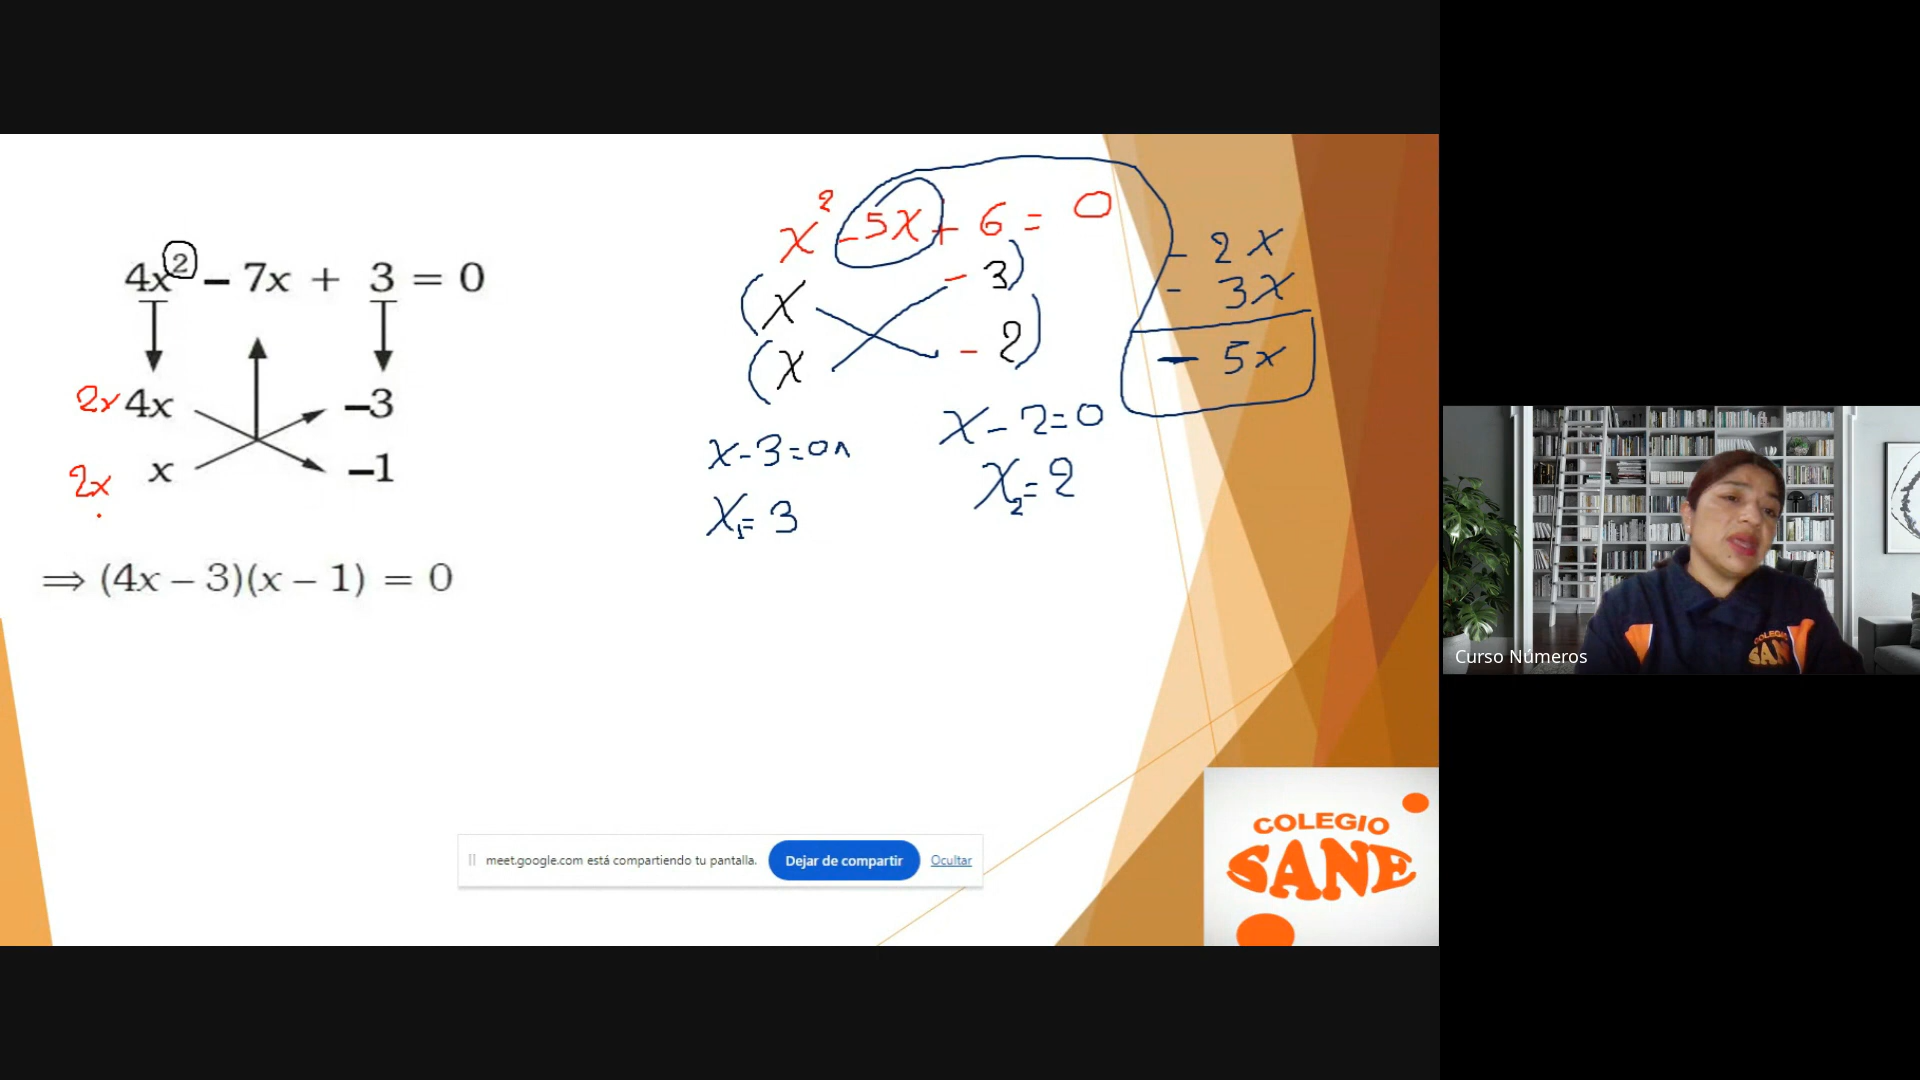 4x² – 7x + 3 = 0
2x 4x –3
2x x –1
⇒ (4x – 3)(x – 1) = 0
x² - 5x + 6 = 0
(x - 3)
(x - 2)
- 2x
- 3x
- 5x
x - 3 = 0 ∧
x₁ = 3
x - 2 = 0
x₂ = 2
meet.google.com está compartiendo tu pantalla. Dejar de compartir Ocultar
COLEGIO
SANE
COLEGIO
SAN
Curso Números